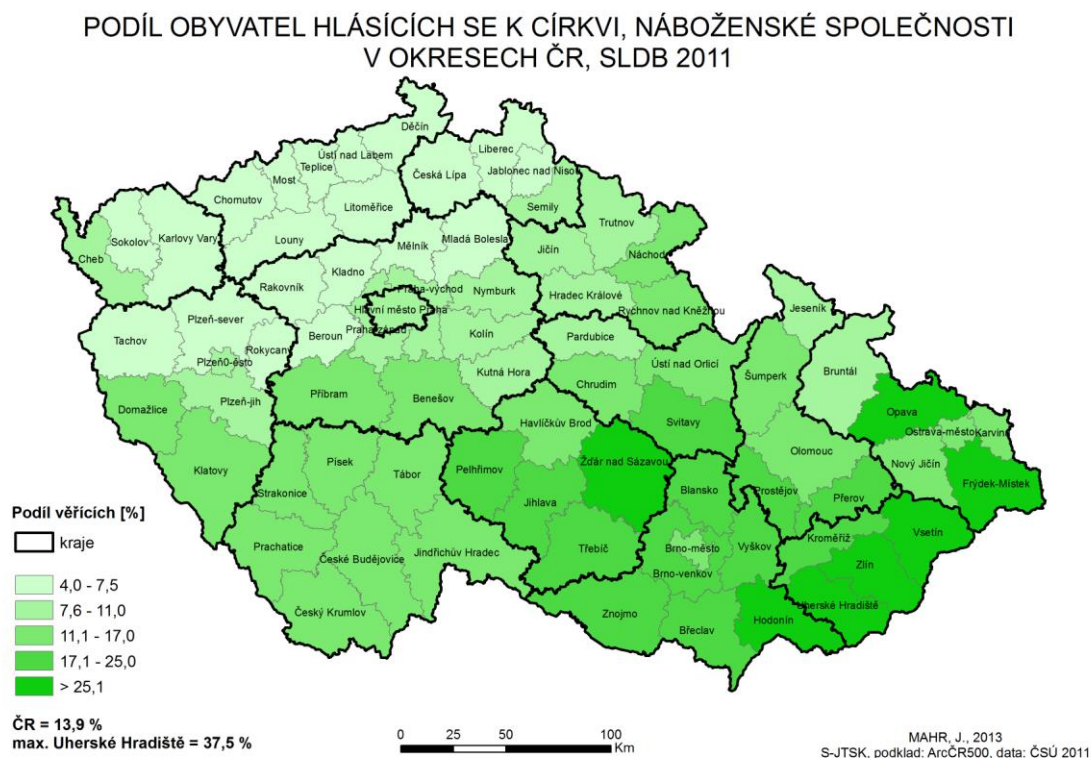 PODÍL OBYVATEL HLÁSÍCÍCH SE K CÍRKVI, NÁBOŽENSKÉ SPOLEČNOSTI
V OKRESECH ČR, SLDB 2011
Děčín
Ústí nad Labem
Teplice
Liberec
Most
Česká Lípa
Jablonec nad Nisou
Chomutov
Litoměřice
Semily
Trutnov
Sokolov
Karlovy Vary
Louny
Mělník
Mladá Boleslav
Jičín
Náchod
Cheb
Kladno
Rakovník
Praha-východ
Nymburk
Hradec Králové
Hlavní město Praha
Rychnov nad Kněžnou
Jeseník
Plzeň-sever
Praha-západ
Kolín
Beroun
Pardubice
Tachov
Rokycany
Plzeň0-ěsto
Ústí nad Orlicí
Šumperk
Bruntál
Kutná Hora
Chrudim
Příbram
Benešov
Plzeň-jih
Domažlice
Opava
Havlíčkův Brod
Svitavy
Ostrava-město
Karviná
Olomouc
Nový Jičín
Písek
Tábor
Pelhřimov
Žďár nad Sázavou
Klatovy
Frýdek-Místek
Strakonice
Blansko
Prostějov
Přerov
Jihlava
Vsetín
Kroměříž
Prachatice
České Budějovice
Jindřichův Hradec
Třebíč
Brno-město
Vyškov
Zlín
Brno-venkov
Český Krumlov
Znojmo
Uherské Hradiště
Hodonín
Břeclav
Podíl věřících [%]
kraje
4,0 - 7,5
7,6 - 11,0
11,1 - 17,0
17,1 - 25,0
> 25,1
ČR = 13,9 %
max. Uherské Hradiště = 37,5 %
0 25 50 100
Km
MAHR, J., 2013
S-JTSK, podklad: ArcČR500, data: ČSÚ 2011